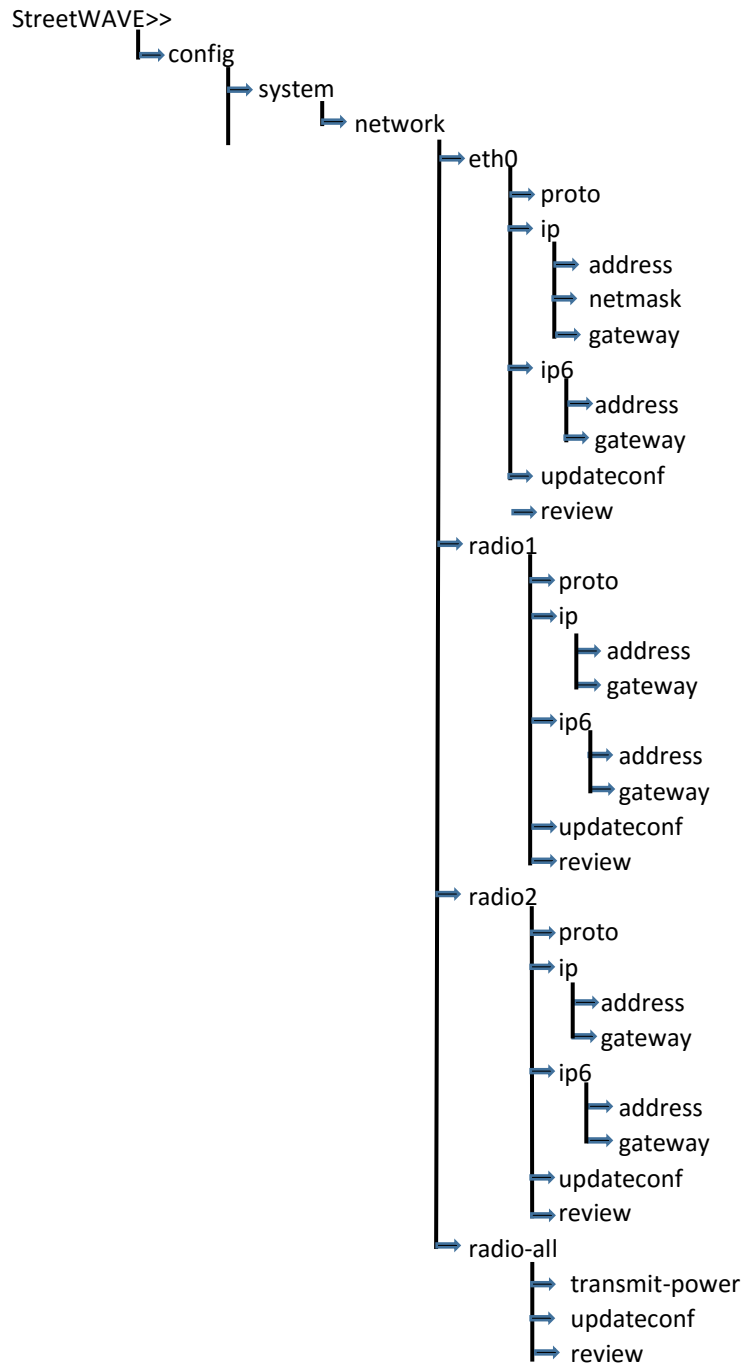 StreetWAVE>>
config
system
network
eth0
proto
ip
address
netmask
gateway
ip6
address
gateway
updateconf
review
radio1
proto
ip
address
gateway
ip6
address
gateway
updateconf
review
radio2
proto
ip
address
gateway
ip6
address
gateway
updateconf
review
radio-all
transmit-power
updateconf
review